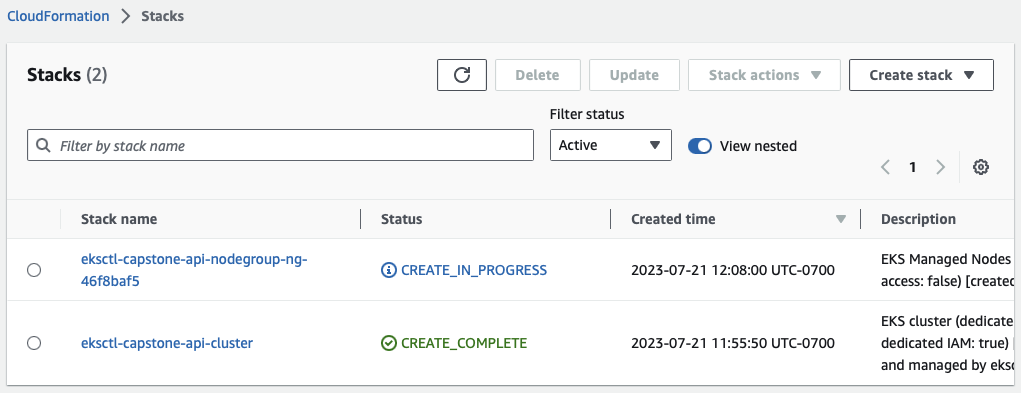 CloudFormation > Stacks
Stacks (2)
Delete
Update
Stack actions
Create stack
Filter status
Filter by stack name
Active
View nested
1
Stack name
Status
Created time
Description
eksctl-capstone-api-nodegroup-ng-
46f8baf5
CREATE_IN_PROGRESS
2023-07-21 12:08:00 UTC-0700
EKS Managed Nodes
access: false) [created
eksctl-capstone-api-cluster
CREATE_COMPLETE
2023-07-21 11:55:50 UTC-0700
EKS cluster (dedicate
dedicated IAM: true) [
and managed by eksc